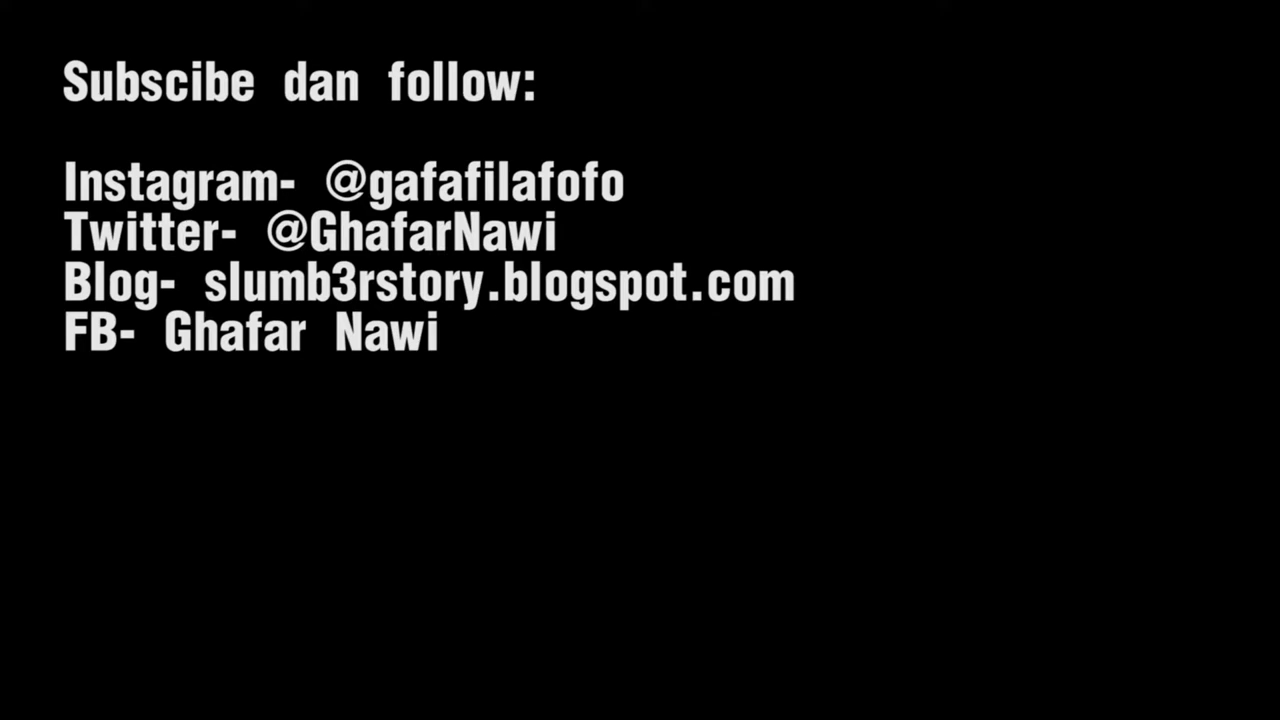 Subscibe dan follow:
Instagram- @gafafilafofo
Twitter- @GhafarNawi
Blog- slumb3rstory.blogspot.com
FB- Ghafar Nawi